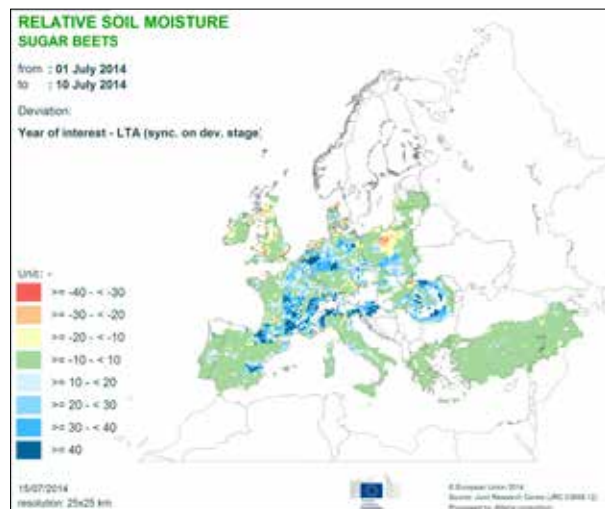 RELATIVE SOIL MOISTURE
SUGAR BEETS
from : 01 July 2014
to : 10 July 2014
Deviation:
Year of interest - LTA (sync. on dev. stage)
Unit: -
>= -40 - < -30
>= -30 - < -20
>= -20 - < -10
>= -10 - < 10
>= 10 - < 20
>= 20 - < 30
>= 30 - < 40
>= 40
15/07/2014
resolution: 25x25 km
© European Union 2014
Source: Joint Research Centre